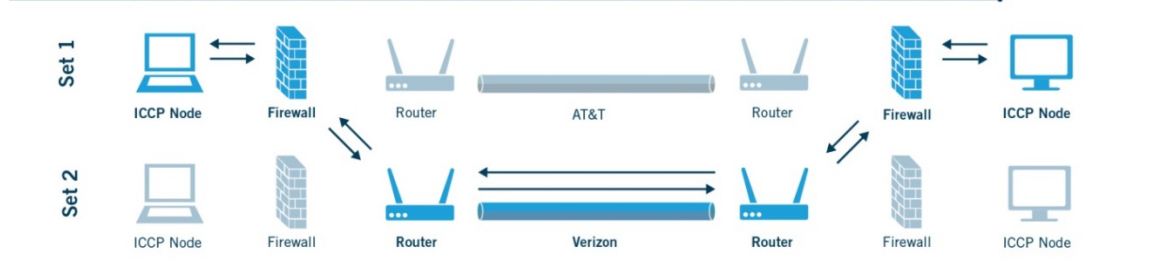 Set 1
ICCP Node
Firewall
Router
AT&T
Router
Firewall
ICCP Node
Set 2
ICCP Node
Firewall
Router
Verizon
Router
Firewall
ICCP Node